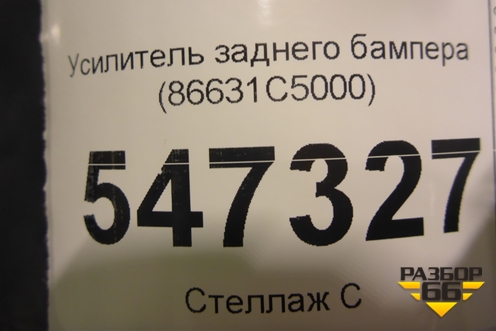 Усилитель заднего бампера
(86631C5000)
547327
Стеллаж С
РАЗБОР
66